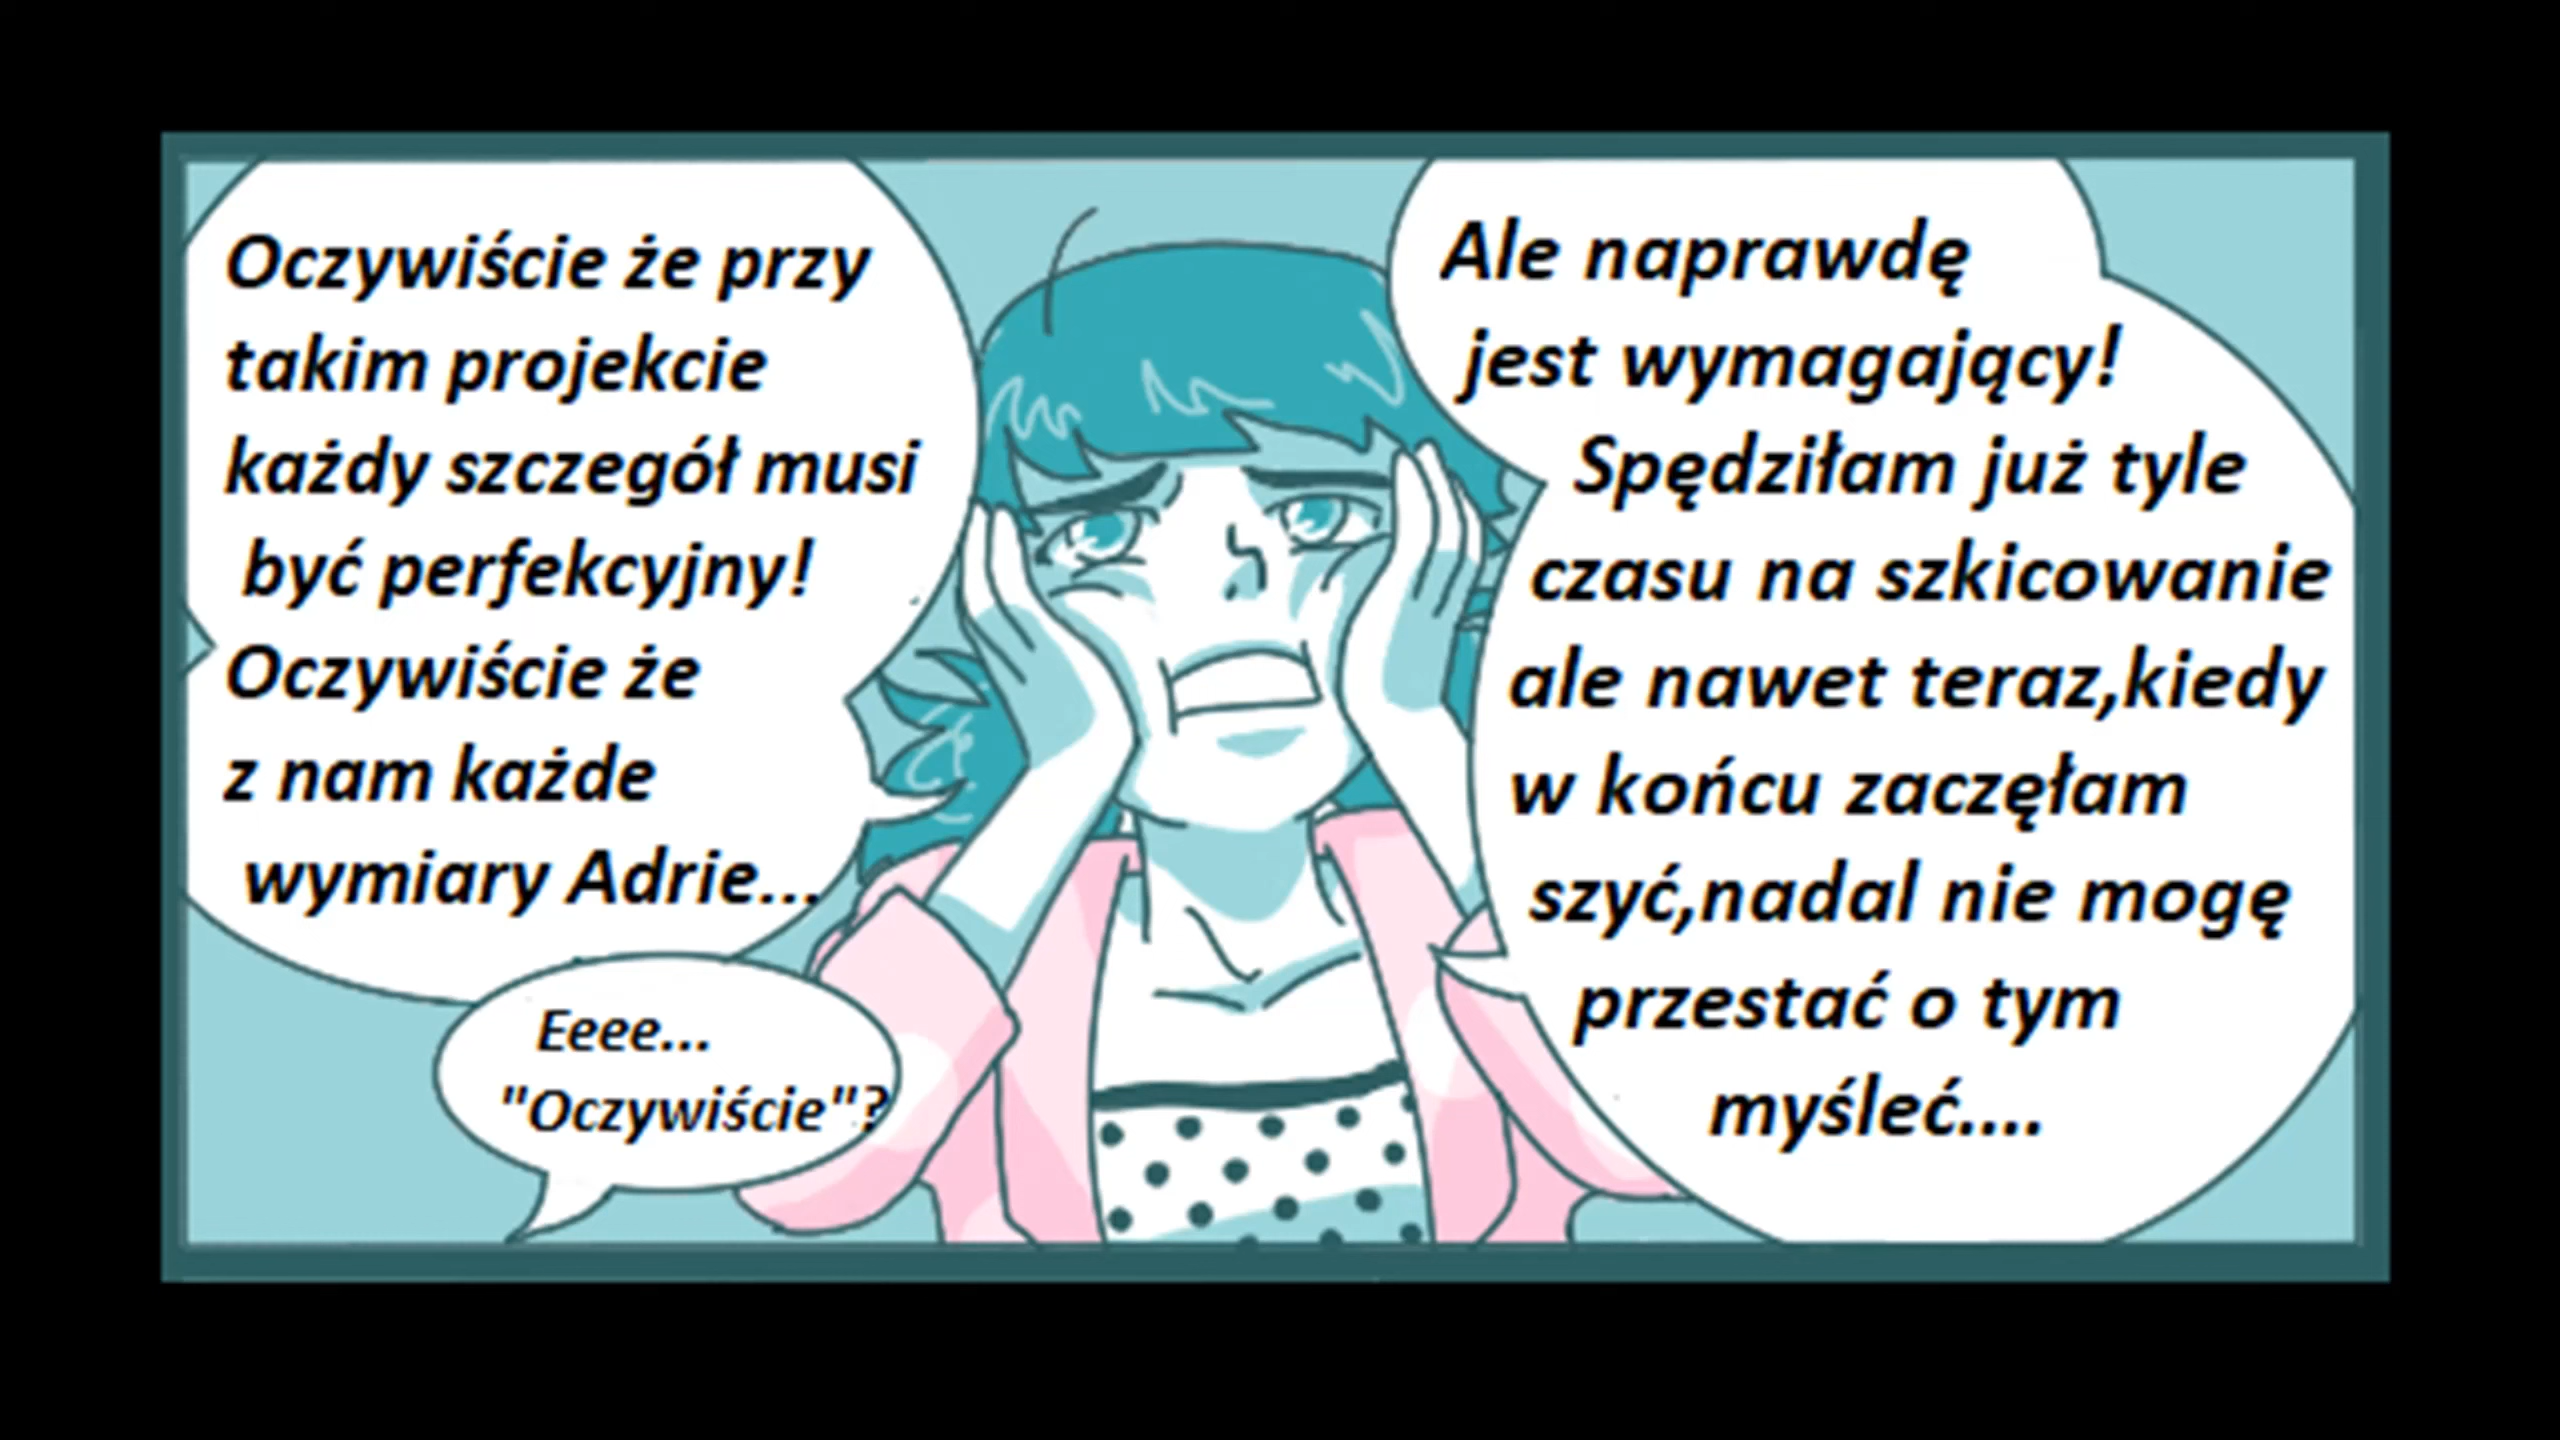 Oczywiście że przy
takim projekcie
każdy szczegół musi
być perfekcyjny!
Oczywiście że
z nam każde
wymiary Adrie...
Eeee...
"Oczywiście"?
Ale naprawdę
jest wymagający!
Spędziłam już tyle
czasu na szkicowanie
ale nawet teraz,kiedy
w końcu zaczęłam
szyć,nadal nie mogę
przestać o tym
myśleć....